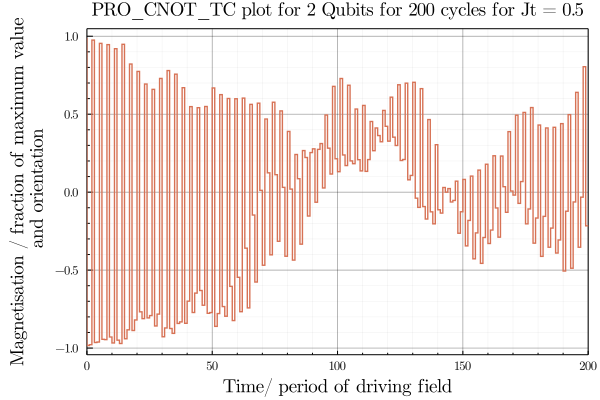 PRO_CNOT_TC plot for 2 Qubits for 200 cycles for Jt = 0.5
Magnetisation / fraction of maximum value
and orientation
1.0
0.5
0.0
−0.5
−1.0
0 50 100 150 200
Time/ period of driving field